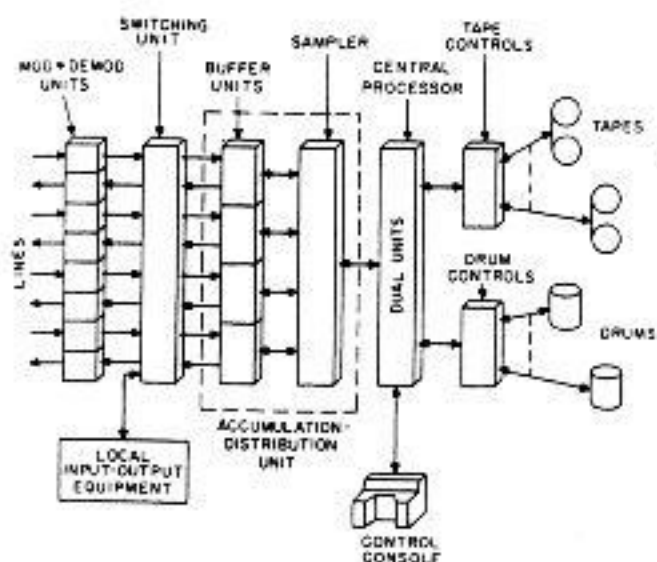 SWITCHING
UNIT
SAMPLER
TAPE
CONTROLS
MOD + DEMOD
UNITS
BUFFER
UNITS
CENTRAL
PROCESSOR
TAPES
LINES
DUAL UNITS
DRUM
CONTROLS
DRUMS
ACCUMULATION-
DISTRIBUTION
UNIT
LOCAL
INPUT-OUTPUT
EQUIPMENT
CONTROL
CONSOLE